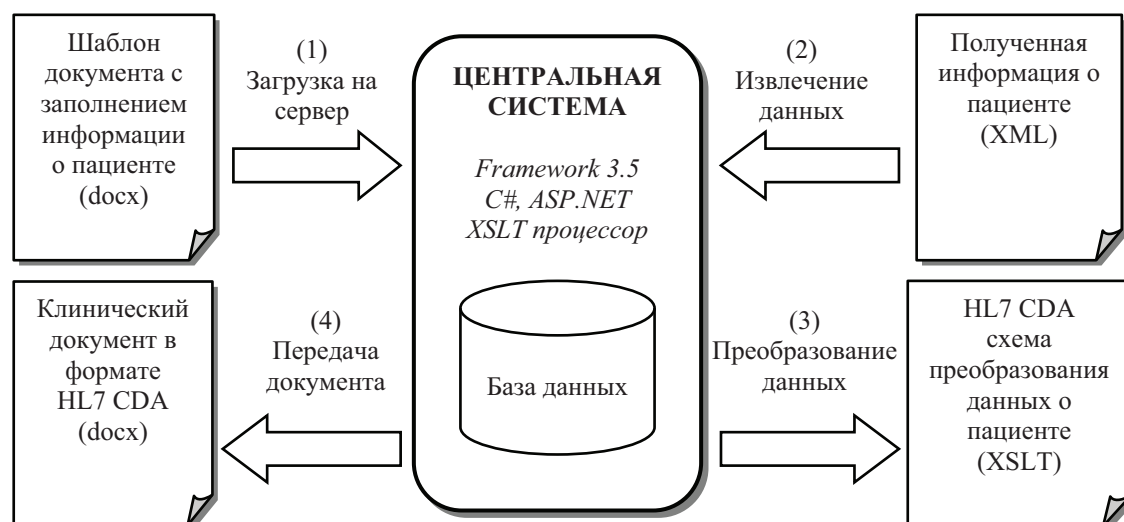 Шаблон
документа с
заполнением
информации
о пациенте
(docx)
(1)
Загрузка на
сервер
ЦЕНТРАЛЬНАЯ
СИСТЕМА
Framework 3.5
C#, ASP.NET
XSLT процессор
База данных
(2)
Извлечение
данных
Полученная
информация о
пациенте
(XML)
Клинический
документ в
формате
HL7 CDA
(docx)
(4)
Передача
документа
(3)
Преобразование
данных
HL7 CDA
схема
преобразования
данных о
пациенте
(XSLT)